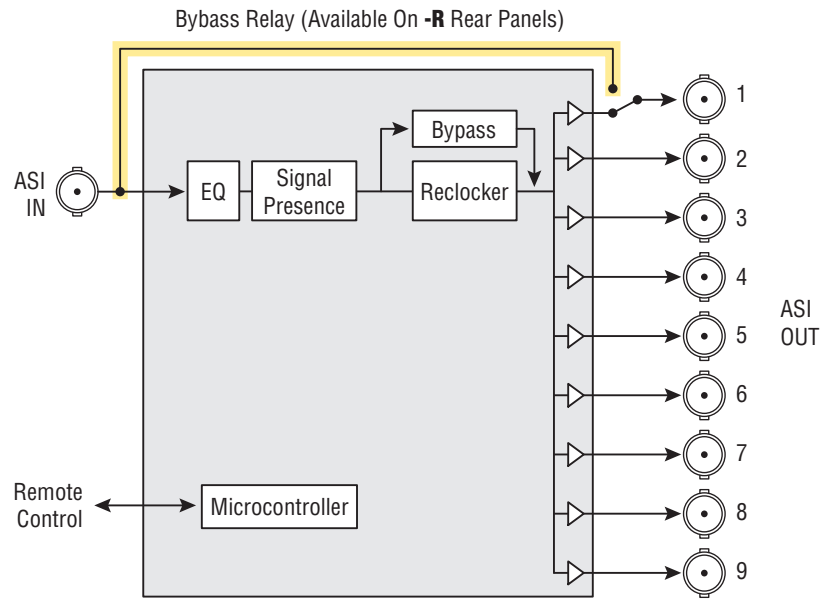 Bypass Relay (Available On -R Rear Panels)
1
Bypass
2
ASI
IN
EQ
Signal
Presence
Reclocker
3
4
ASI
OUT
5
6
7
Remote
Control
Microcontroller
8
9